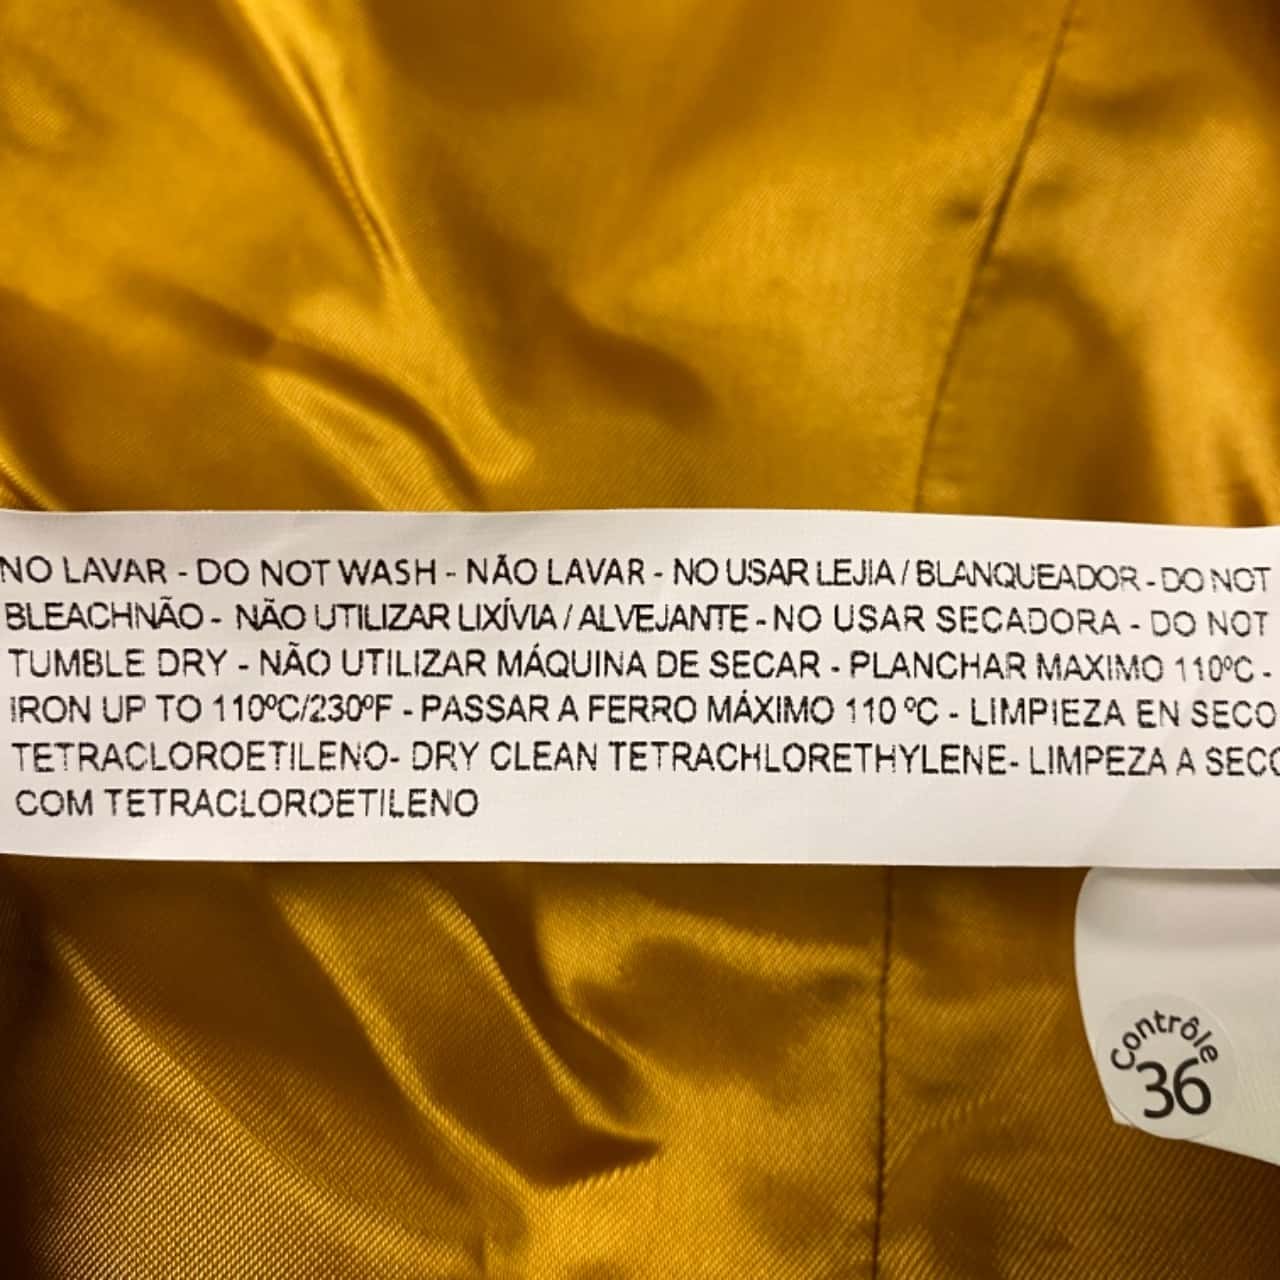 NO LAVAR - DO NOT WASH - NÃO LAVAR - NO USAR LEJIA / BLANQUEADOR - DO NOT
BLEACHNÃO - NÃO UTILIZAR LIXÍVIA / ALVEJANTE - NO USAR SECADORA - DO NOT
TUMBLE DRY - NÃO UTILIZAR MÁQUINA DE SECAR - PLANCHAR MAXIMO 110ºC -
IRON UP TO 110ºC/230ºF - PASSAR A FERRO MÁXIMO 110 ºC - LIMPIEZA EN SECO
TETRACLOROETILENO- DRY CLEAN TETRACHLORETHYLENE- LIMPEZA A SECO
COM TETRACLOROETILENO
Contrôle
36